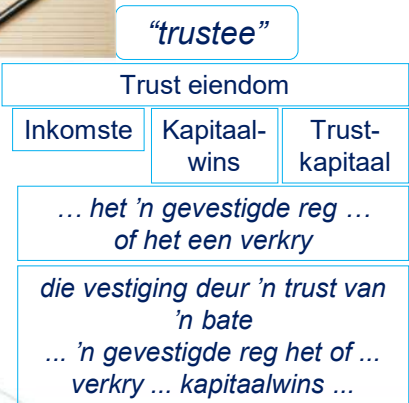 “trustee”
Trust eiendom
Inkomste
Kapitaal-
wins
Trust-
kapitaal
… het ’n gevestigde reg …
of het een verkry
die vestiging deur ’n trust van
’n bate
... ’n gevestigde reg het of ...
verkry ... kapitaalwins ...